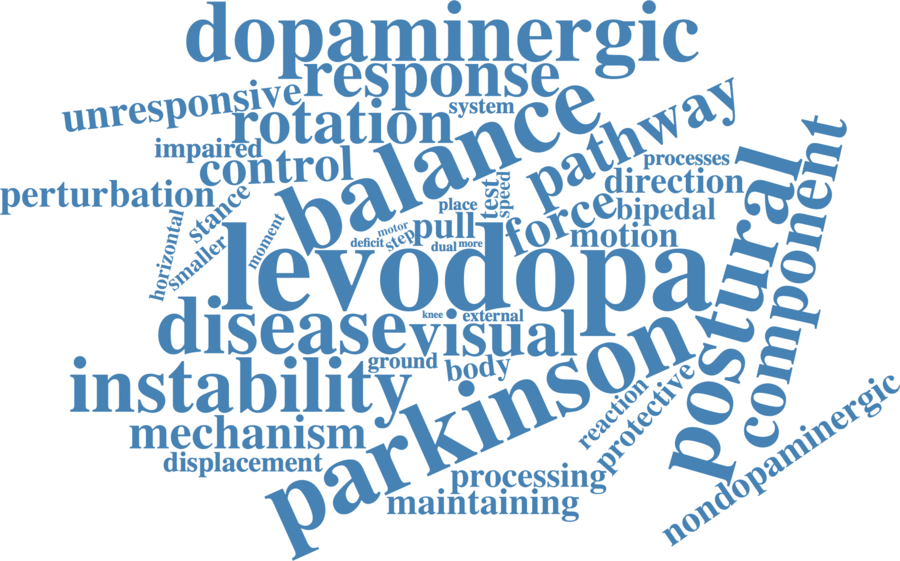 dopaminergic
response
unresponsive
system
rotation
balance
pathway
impaired
control
processes
component
postural
perturbation
stance
test
speed
direction
place
force
bipedal
horizontal
smaller
moment
motor
pull
deficit
step
dual
more
motion
levodopa
disease
knee
external
visual
ground
body
instability
parkinson
reaction
protective
mechanism
displacement
processing
maintaining
nondopaminergic